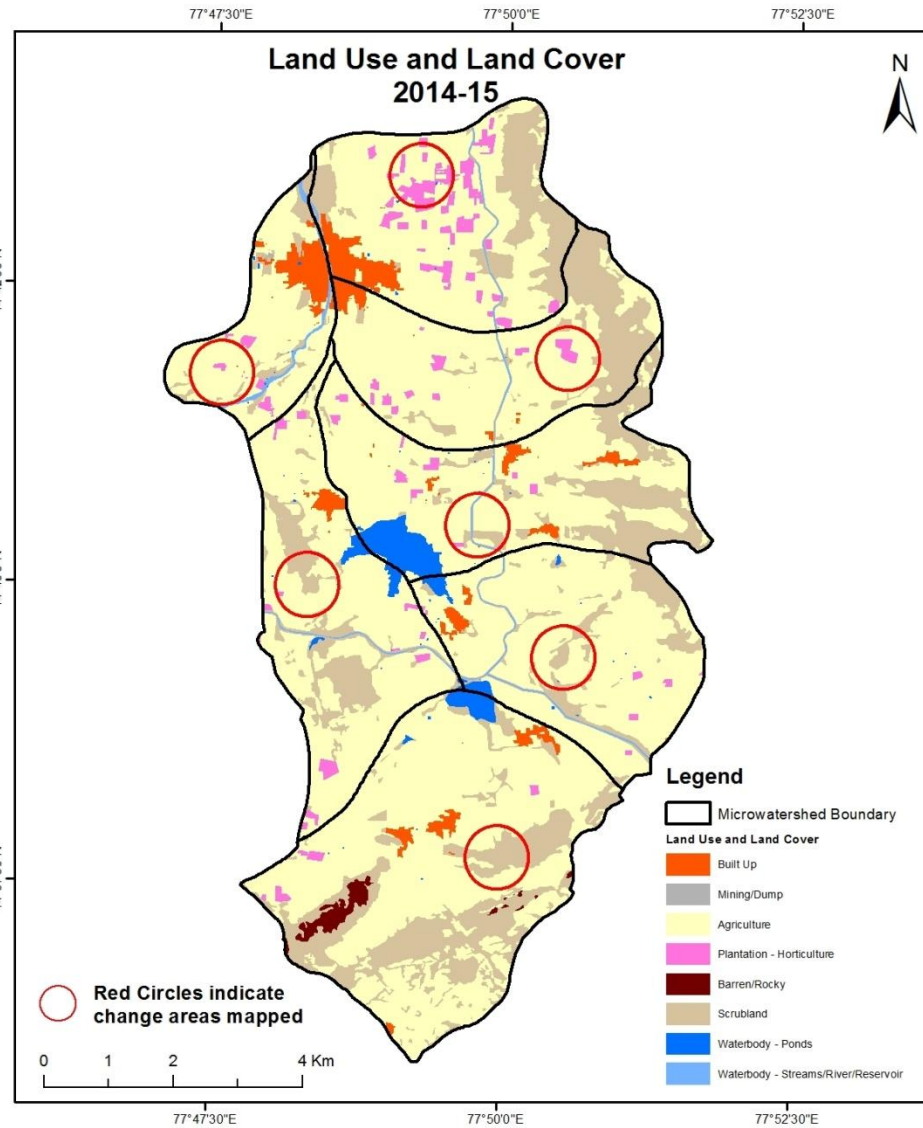 77°47'30"E 77°50'0"E 77°52'30"E
Land Use and Land Cover
2014-15
N
Legend
Microwatershed Boundary
Land Use and Land Cover
Built Up
Mining/Dump
Agriculture
Plantation - Horticulture
Barren/Rocky
Scrubland
Waterbody - Ponds
Waterbody - Streams/River/Reservoir
Red Circles indicate
change areas mapped
0 1 2 4 Km
77°47'30"E 77°50'0"E 77°52'30"E